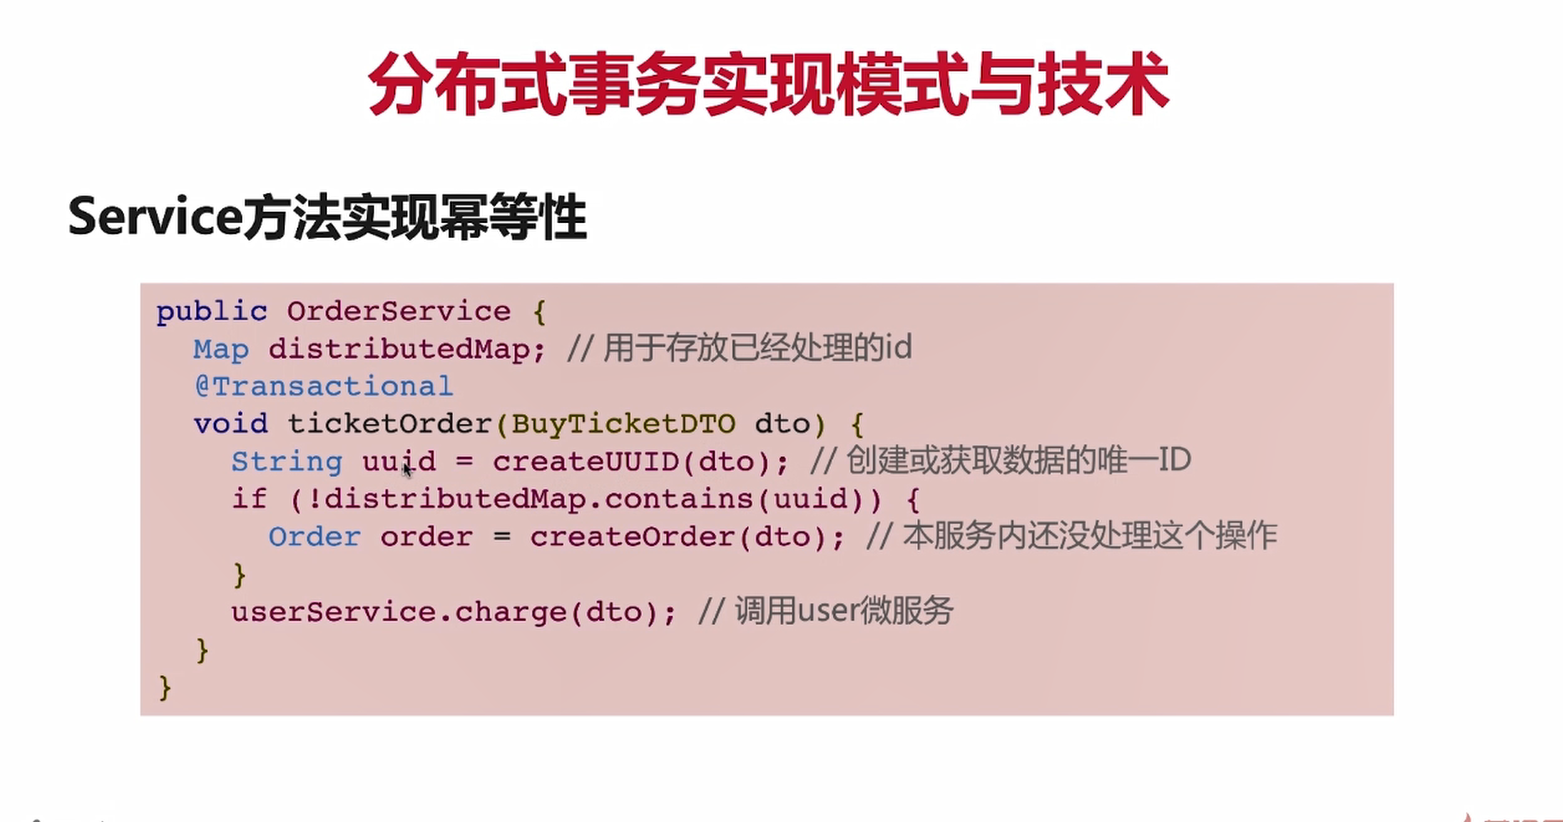 分布式事务实现模式与技术
Service方法实现幂等性
public OrderService {
Map distributedMap; // 用于存放已经处理的id
@Transactional
void ticketOrder(BuyTicketDTO dto) {
String uuid = createUUID(dto); // 创建或获取数据的唯一ID
if (!distributedMap.contains(uuid)) {
Order order = createOrder(dto); // 本服务内还没处理这个操作
}
userService.charge(dto); // 调用user微服务
}
}